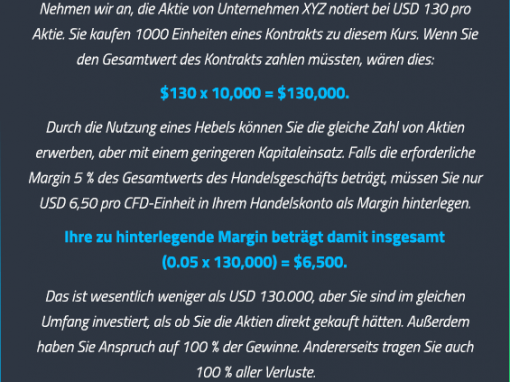 Nehmen wir an, die Aktie von Unternehmen XYZ notiert bei USD 130 pro
Aktie. Sie kaufen 1000 Einheiten eines Kontrakts zu diesem Kurs. Wenn Sie
den Gesamtwert des Kontrakts zahlen müssten, wären dies:
$130 x 10,000 = $130,000.
Durch die Nutzung eines Hebels können Sie die gleiche Zahl von Aktien
erwerben, aber mit einem geringeren Kapitaleinsatz. Falls die erforderliche
Margin 5 % des Gesamtwerts des Handelsgeschäfts beträgt, müssen Sie nur
USD 6,50 pro CFD-Einheit in Ihrem Handelskonto als Margin hinterlegen.
Ihre zu hinterlegende Margin beträgt damit insgesamt
(0.05 x 130,000) = $6,500.
Das ist wesentlich weniger als USD 130.000, aber Sie sind im gleichen
Umfang investiert, als ob Sie die Aktien direkt gekauft hätten. Außerdem
haben Sie Anspruch auf 100 % der Gewinne. Andererseits tragen Sie auch
100 % aller Verluste.